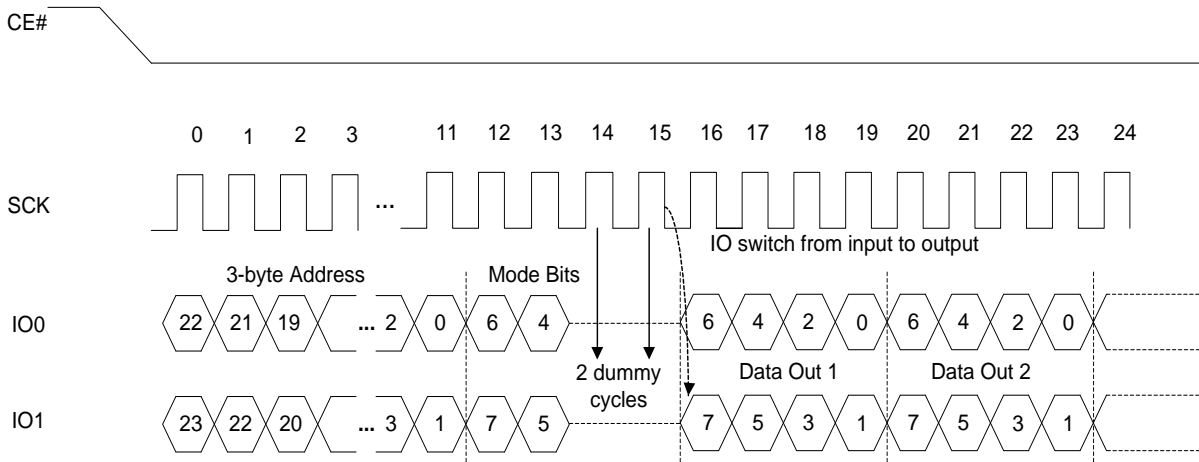 CE#
0 1 2 3 11 12 13 14 15 16 17 18 19 20 21 22 23 24
SCK ...
IO switch from input to output
3-byte Address Mode Bits
IO0 22 21 19 ... 2 0 6 4 6 4 2 0 6 4 2 0
2 dummy
cycles
Data Out 1 Data Out 2
IO1 23 22 20 ... 3 1 7 5 7 5 3 1 7 5 3 1